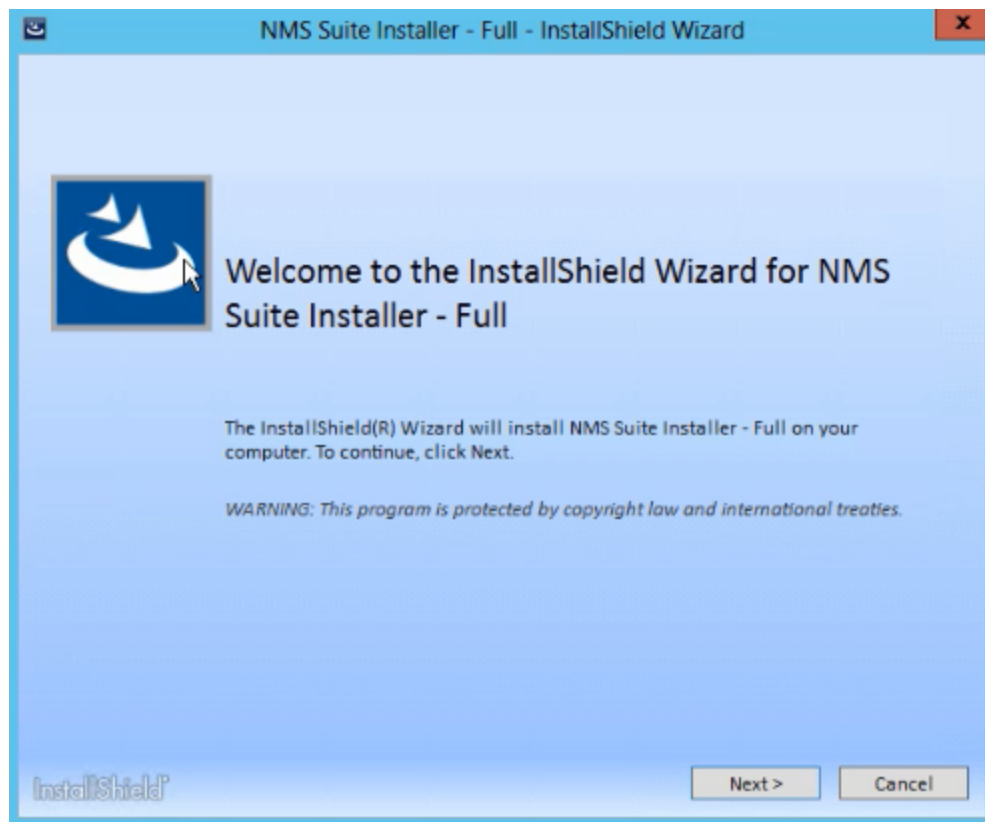 NMS Suite Installer - Full - InstallShield Wizard
x
Welcome to the InstallShield Wizard for NMS
Suite Installer - Full
The InstallShield(R) Wizard will install NMS Suite Installer - Full on your
computer. To continue, click Next.
WARNING: This program is protected by copyright law and international treaties.
InstallShield
Next >
Cancel